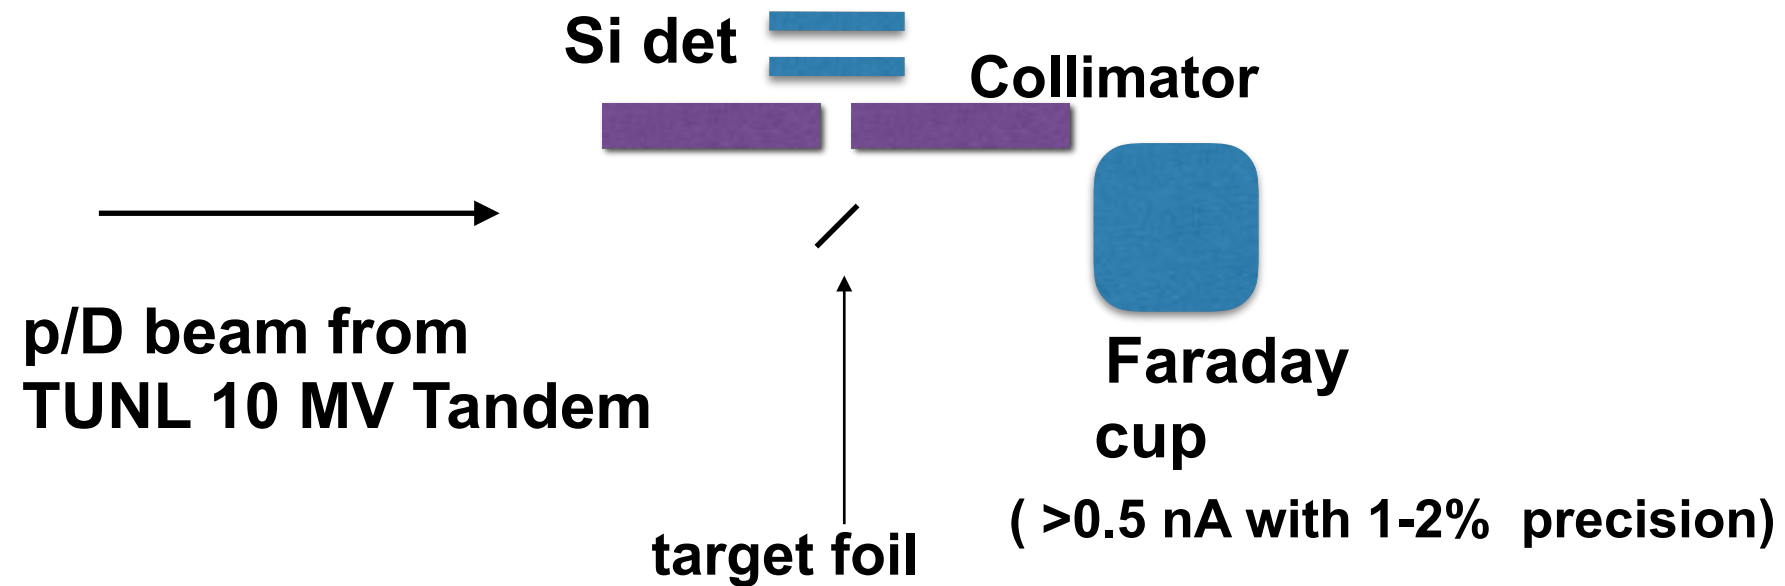 Si det
Collimator
p/D beam from
TUNL 10 MV Tandem
Faraday
cup
( >0.5 nA with 1-2% precision)
target foil